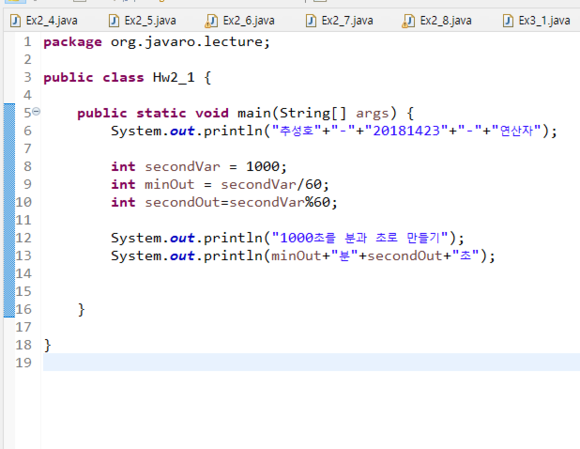 Ex2_4.java Ex2_5.java Ex2_6.java Ex2_7.java Ex2_8.java Ex3_1.java
1 package org.javaro.lecture;
2
3 public class Hw2_1 {
4
5 public static void main(String[] args) {
6 System.out.println("추성호"+"-"+"20181423"+"-"+"연산자");
7
8 int secondVar = 1000;
9 int minOut = secondVar/60;
10 int secondOut=secondVar%60;
11
12 System.out.println("1000초를 분과 초로 만들기");
13 System.out.println(minOut+"분"+secondOut+"초");
14
15
16 }
17
18 }
19